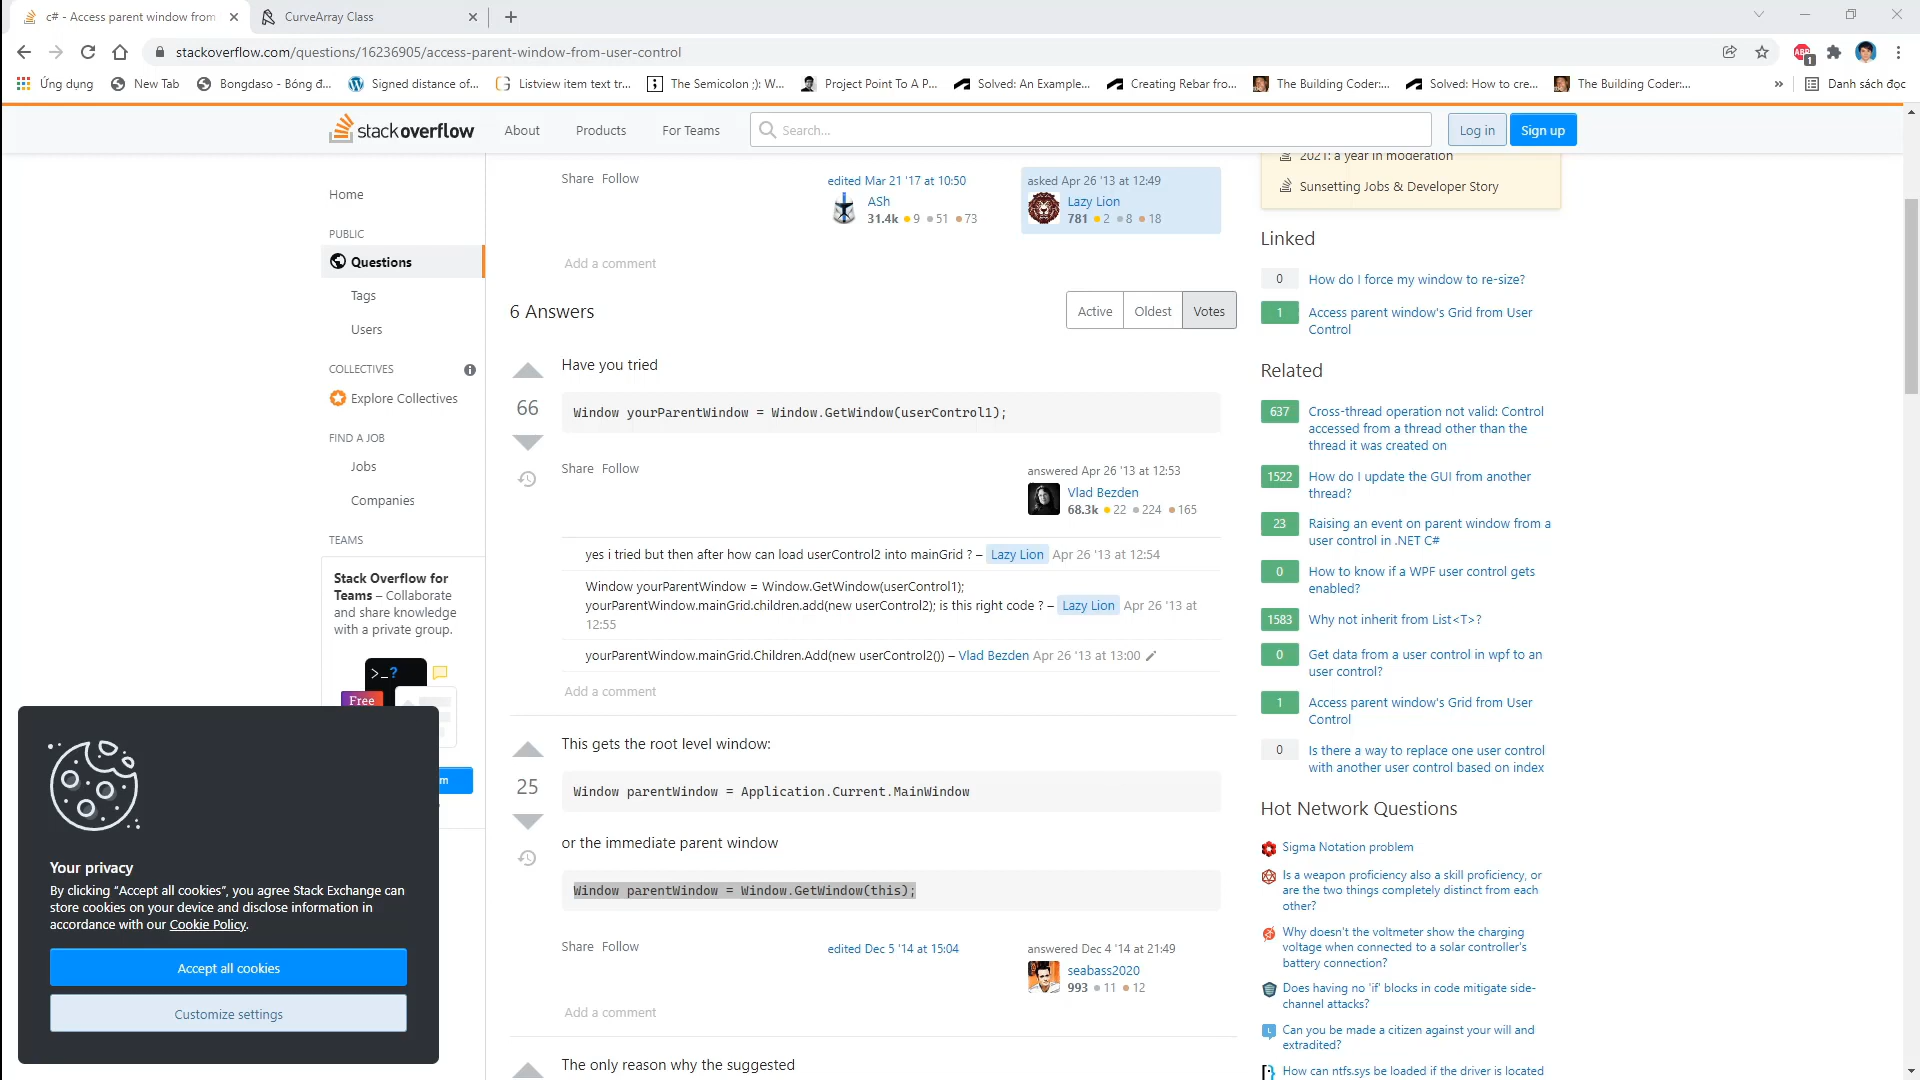 c# - Access parent window from
CurveArray Class
stackoverflow.com/questions/16236905/access-parent-window-from-user-control
ABP
1
Ứng dụng
New Tab
Bongdaso - Bóng đ...
Signed distance of...
Listview item text tr...
The Semicolon ;): W...
Project Point To A P...
Solved: An Example...
Creating Rebar fro...
The Building Coder:...
Solved: How to cre...
The Building Coder:...
»
Danh sách đọc
stackoverflow
About
Products
For Teams
Search...
Log in
Sign up
Home
PUBLIC
Questions
Tags
Users
COLLECTIVES
Explore Collectives
FIND A JOB
Jobs
Companies
TEAMS
Stack Overflow for
Teams – Collaborate
and share knowledge
with a private group.
>_?
Free
Your privacy
By clicking “Accept all cookies”, you agree Stack Exchange can
store cookies on your device and disclose information in
accordance with our Cookie Policy.
Accept all cookies
Customize settings
Share Follow
edited Mar 21 '17 at 10:50
ASh
31.4k 9 51 73
asked Apr 26 '13 at 12:49
Lazy Lion
781 2 8 18
Add a comment
6 Answers
Active
Oldest
Votes
66
Have you tried
Window yourParentWindow = Window.GetWindow(userControl1);
Share Follow
answered Apr 26 '13 at 12:53
Vlad Bezden
68.3k 22 224 165
yes i tried but then after how can load userControl2 into mainGrid ? – Lazy Lion Apr 26 '13 at 12:54
Window yourParentWindow = Window.GetWindow(userControl1);
yourParentWindow.mainGrid.children.add(new userControl2); is this right code ? – Lazy Lion Apr 26 '13 at
12:55
yourParentWindow.mainGrid.Children.Add(new userControl2()) – Vlad Bezden Apr 26 '13 at 13:00
Add a comment
25
This gets the root level window:
Window parentWindow = Application.Current.MainWindow
or the immediate parent window
Window parentWindow = Window.GetWindow(this);
Share Follow
edited Dec 5 '14 at 15:04
answered Dec 4 '14 at 21:49
seabass2020
993 11 12
Add a comment
The only reason why the suggested
2021: a year in moderation
Sunsetting Jobs & Developer Story
Linked
0 How do I force my window to re-size?
1 Access parent window's Grid from User
Control
Related
637 Cross-thread operation not valid: Control
accessed from a thread other than the
thread it was created on
1522 How do I update the GUI from another
thread?
23 Raising an event on parent window from a
user control in .NET C#
0 How to know if a WPF user control gets
enabled?
1583 Why not inherit from List<T>?
0 Get data from a user control in wpf to an
user control?
1 Access parent window's Grid from User
Control
0 Is there a way to replace one user control
with another user control based on index
Hot Network Questions
Sigma Notation problem
Is a weapon proficiency also a skill proficiency, or
are the two things completely distinct from each
other?
Why doesn't the voltmeter show the charging
voltage when connected to a solar controller's
battery connection?
Does having no 'if' blocks in code mitigate side-
channel attacks?
Can you be made a citizen against your will and
extradited?
How can ntfs.sys be loaded if the driver is located